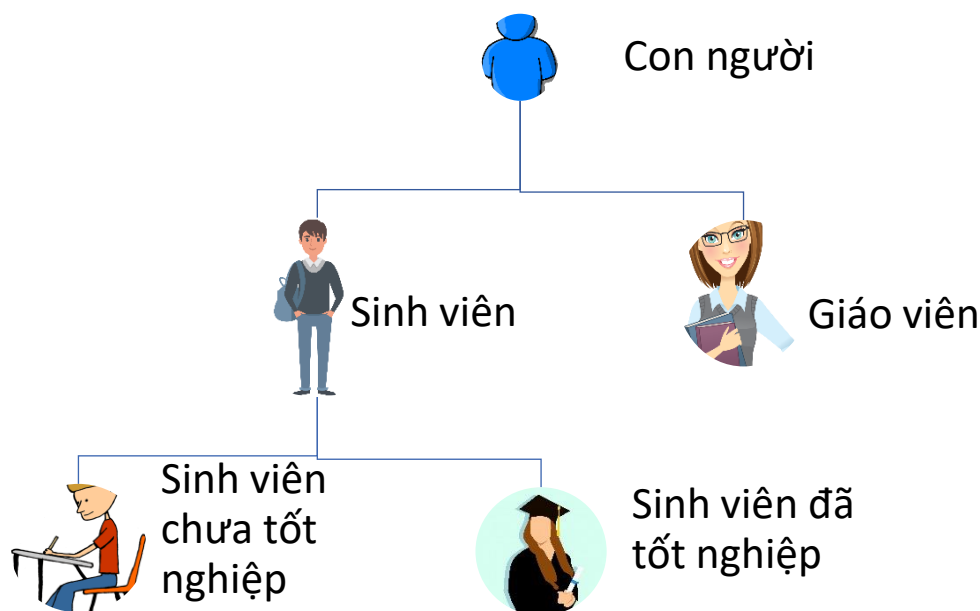 Con người
Sinh viên
Giáo viên
Sinh viên
chưa tốt
nghiệp
Sinh viên đã
tốt nghiệp